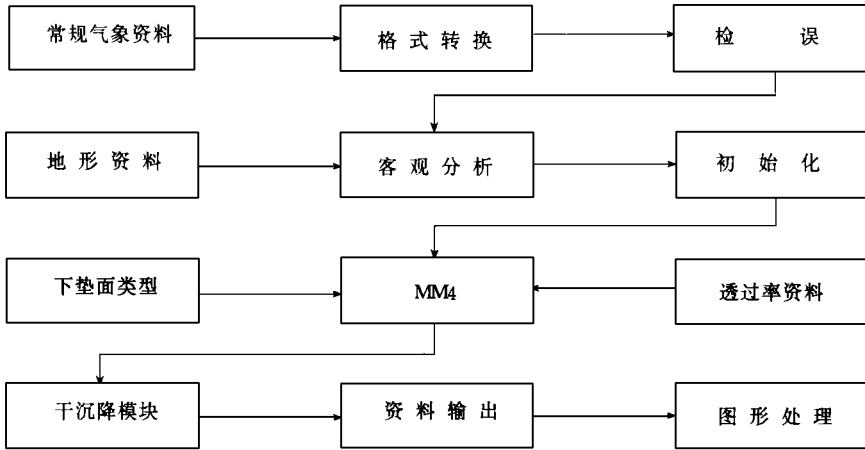 常规气象资料
格式转换
检误
地形资料
客观分析
初始化
下垫面类型
MM4
透过率资料
干沉降模块
资料输出
图形处理